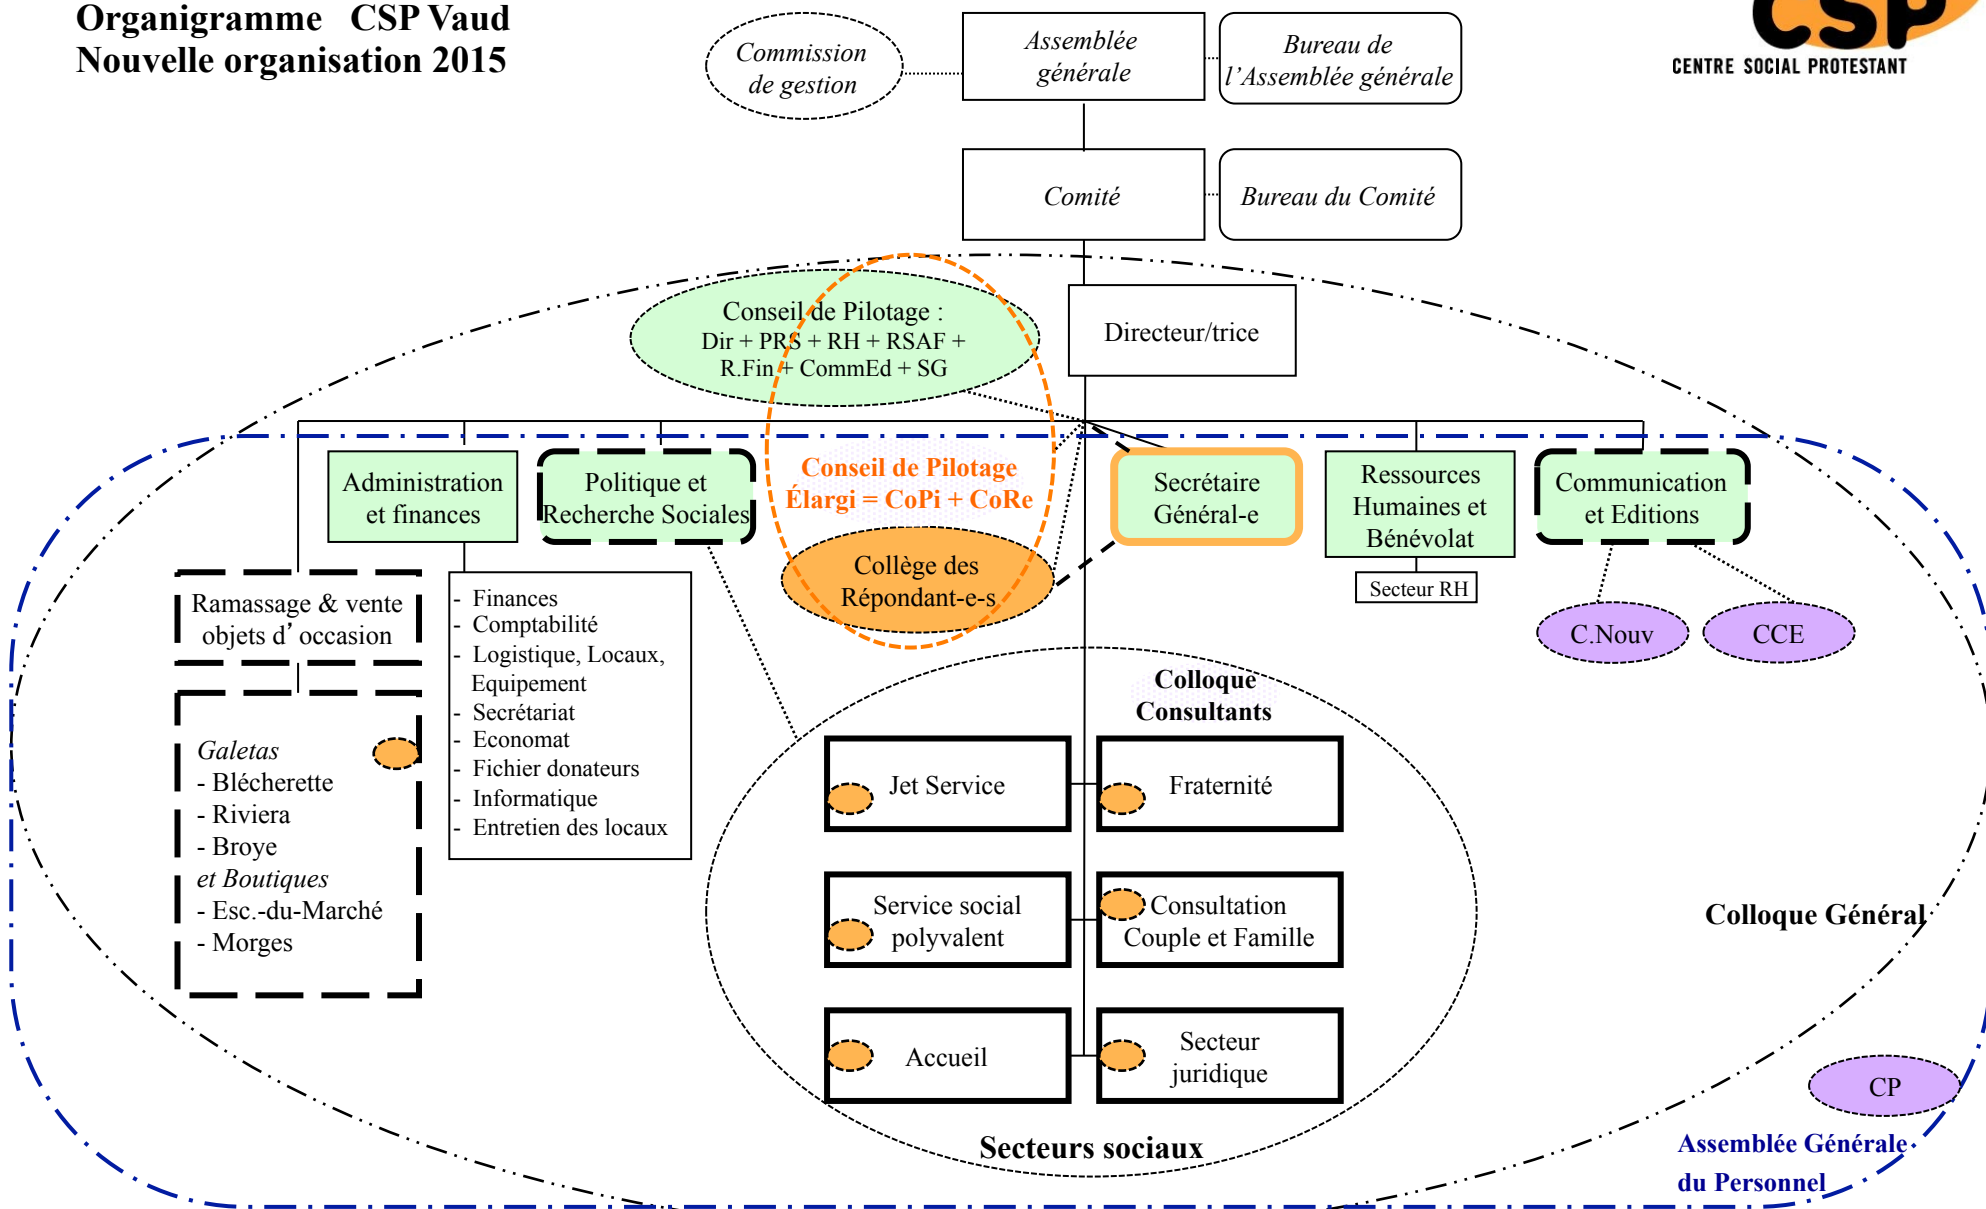 Organigramme CSP Vaud
Nouvelle organisation 2015
CSP
CENTRE SOCIAL PROTESTANT
Commission
de gestion
Assemblée
générale
Bureau de
l'Assemblée générale
Comité
Bureau du Comité
Conseil de Pilotage :
Dir + PRS + RH + RSAF +
R.Fin + CommEd + SG
Directeur/trice
Administration
et finances
Politique et
Recherche Sociales
Conseil de Pilotage
Élargi = CoPi + CoRe
Secrétaire
Général-e
Ressources
Humaines et
Bénévolat
Communication
et Editions
Collège des
Répondant-e-s
Secteur RH
C.Nouv
CCE
Ramassage & vente
objets d'occasion
- Finances
- Comptabilité
- Logistique, Locaux,
Equipement
- Secrétariat
- Economat
- Fichier donateurs
- Informatique
- Entretien des locaux
Galetas
- Blécherette
- Riviera
- Broye
et Boutiques
- Esc.-du-Marché
- Morges
Colloque
Consultants
Jet Service
Fraternité
Service social
polyvalent
Consultation
Couple et Famille
Accueil
Secteur
juridique
Secteurs sociaux
Colloque Général
CP
Assemblée Générale
du Personnel